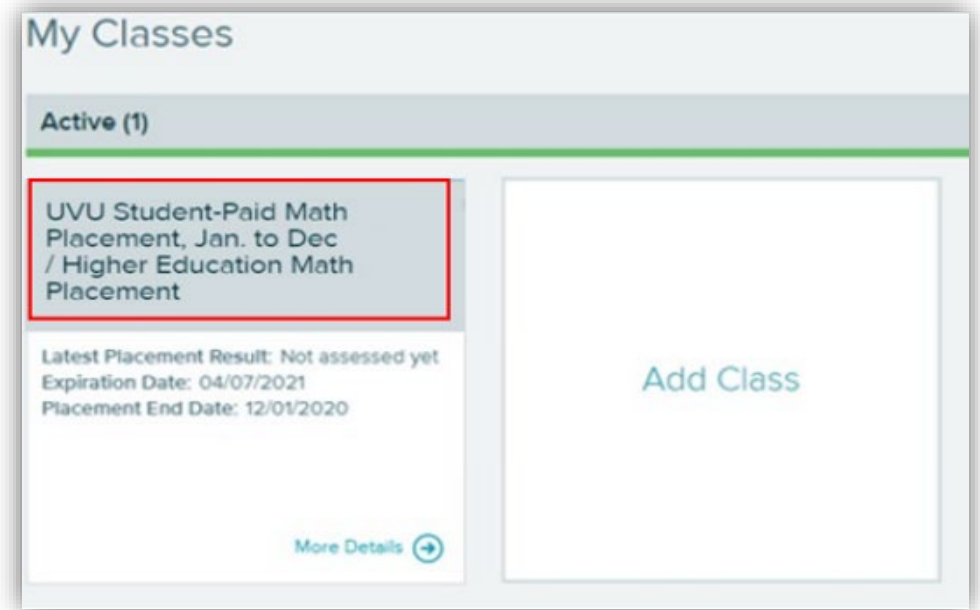 My Classes
Active (1)
UVU Student-Paid Math
Placement, Jan. to Dec
/ Higher Education Math
Placement
Latest Placement Result: Not assessed yet
Expiration Date: 04/07/2021
Placement End Date: 12/01/2020
More Details
Add Class